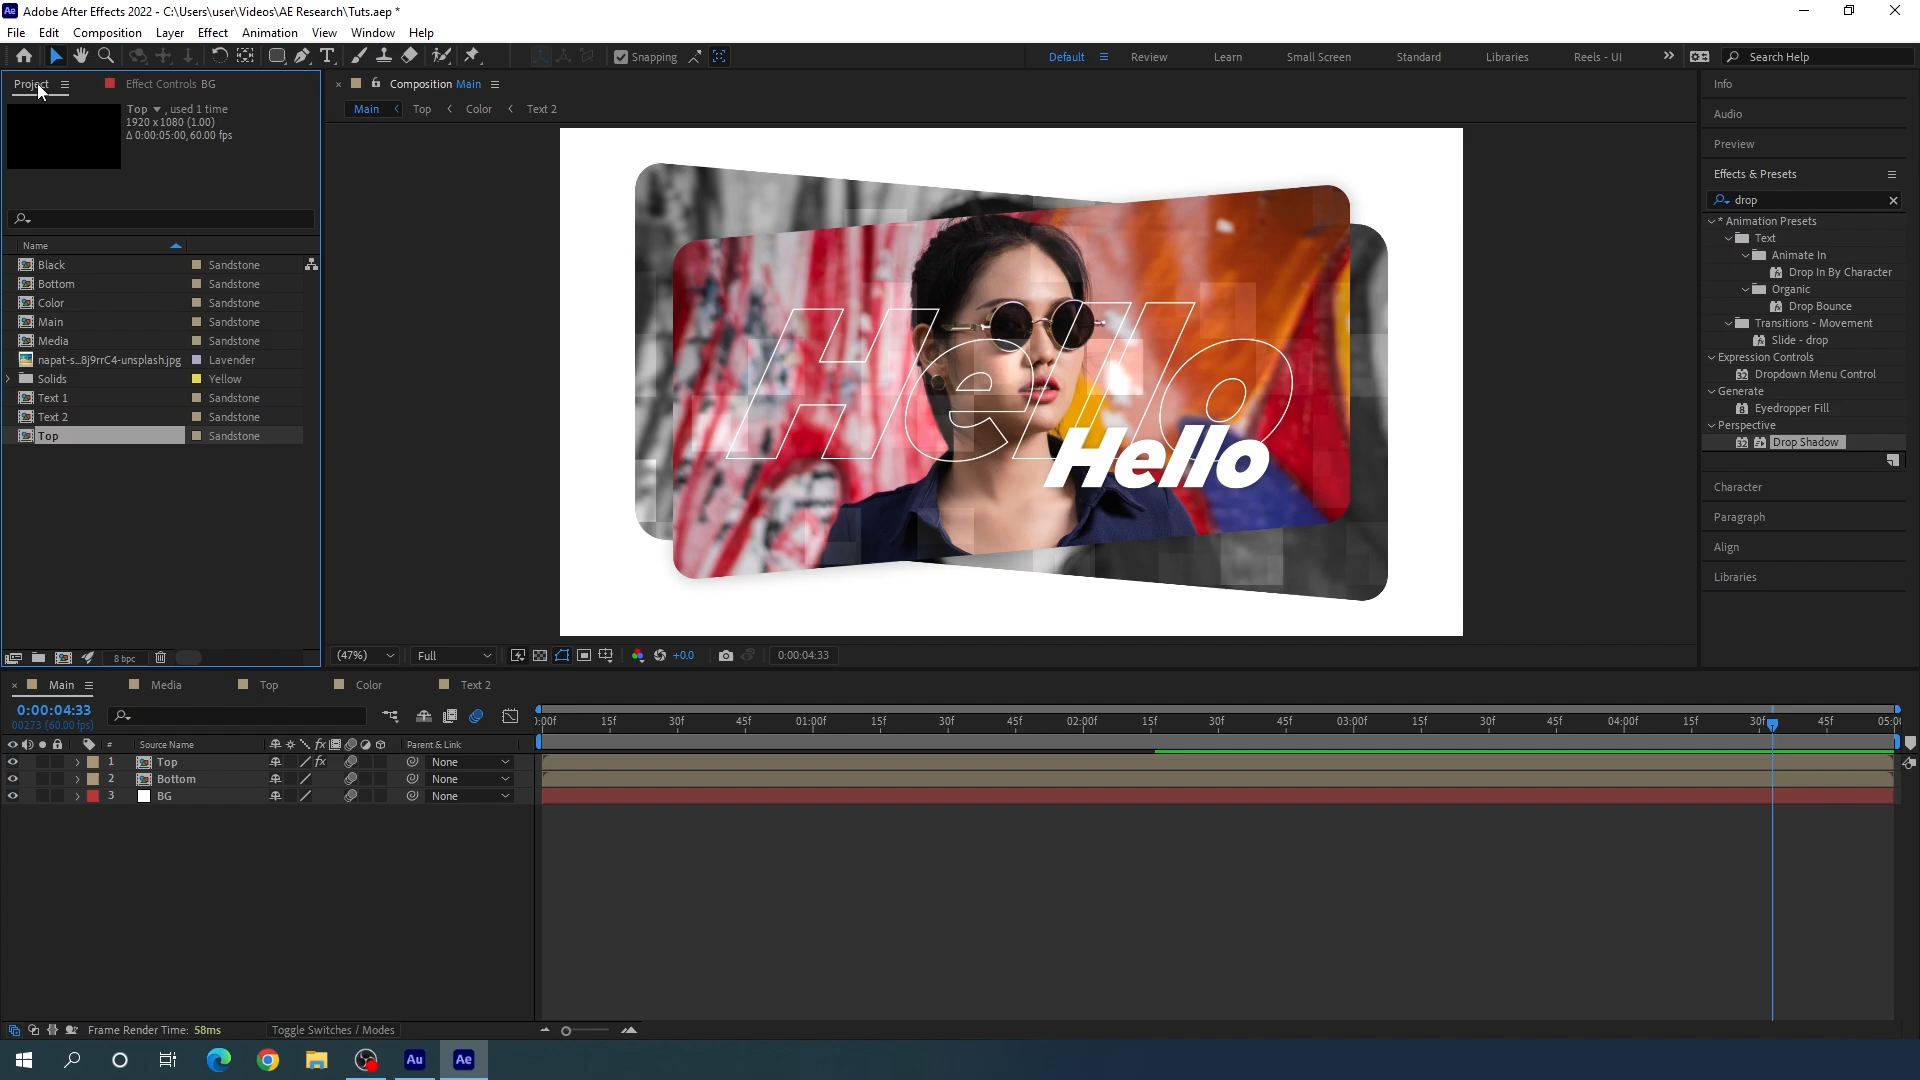 Adobe After Effects 2022 - C:\Users\user\Videos\AE Research\Tuts.aep *
File Edit Composition Layer Effect Animation View Window Help
Snapping Default Review Learn Small Screen Standard Libraries Reels - UI Search Help
Project Effect Controls BG
Top , used 1 time
1920 x 1080 (1.00)
Δ 0:00:05:00, 60.00 fps
Name
Black Sandstone
Bottom Sandstone
Color Sandstone
Main Sandstone
Media Sandstone
napat-s...8j9rrC4-unsplash.jpg Lavender
Solids Yellow
Text 1 Sandstone
Text 2 Sandstone
Top Sandstone
8 bpc
Composition Main
Main Top Color Text 2
Hello
Hello
(47%) Full +0.0 0:00:04:33
Info
Audio
Preview
Effects & Presets
drop
* Animation Presets
Text
Animate In
Drop In By Character
Organic
Drop Bounce
Transitions - Movement
Slide - drop
Expression Controls
Dropdown Menu Control
Generate
Eyedropper Fill
Perspective
Drop Shadow
Character
Paragraph
Align
Libraries
Main Media Top Color Text 2
0:00:04:33
00273 (60.00 fps)
):00f 15f 30f 45f 01:00f 15f 30f 45f 02:00f 15f 30f 45f 03:00f 15f 30f 45f 04:00f 15f 30f 45f 05:00
# Source Name Parent & Link
1 Top None
2 Bottom None
3 BG None
Frame Render Time: 58ms Toggle Switches / Modes
Au Ae